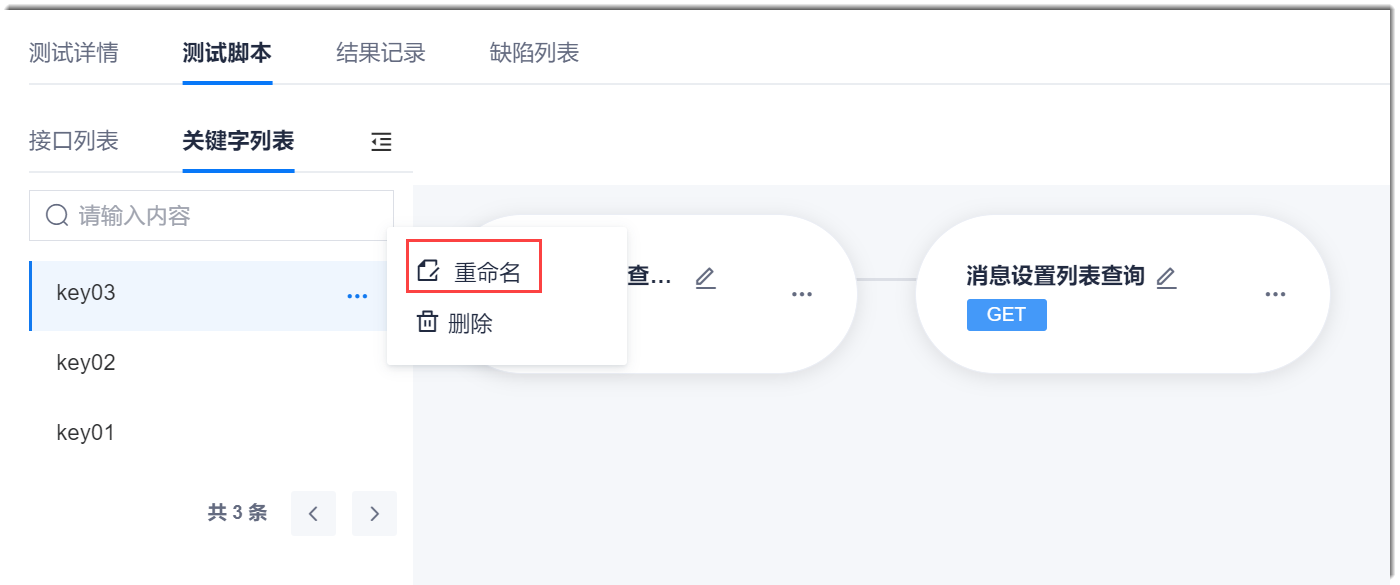 测试详情 测试脚本 结果记录 缺陷列表
接口列表 关键字列表
请输入内容
key03
key02
key01
共 3 条
重命名
删除
查...
消息设置列表查询
GET